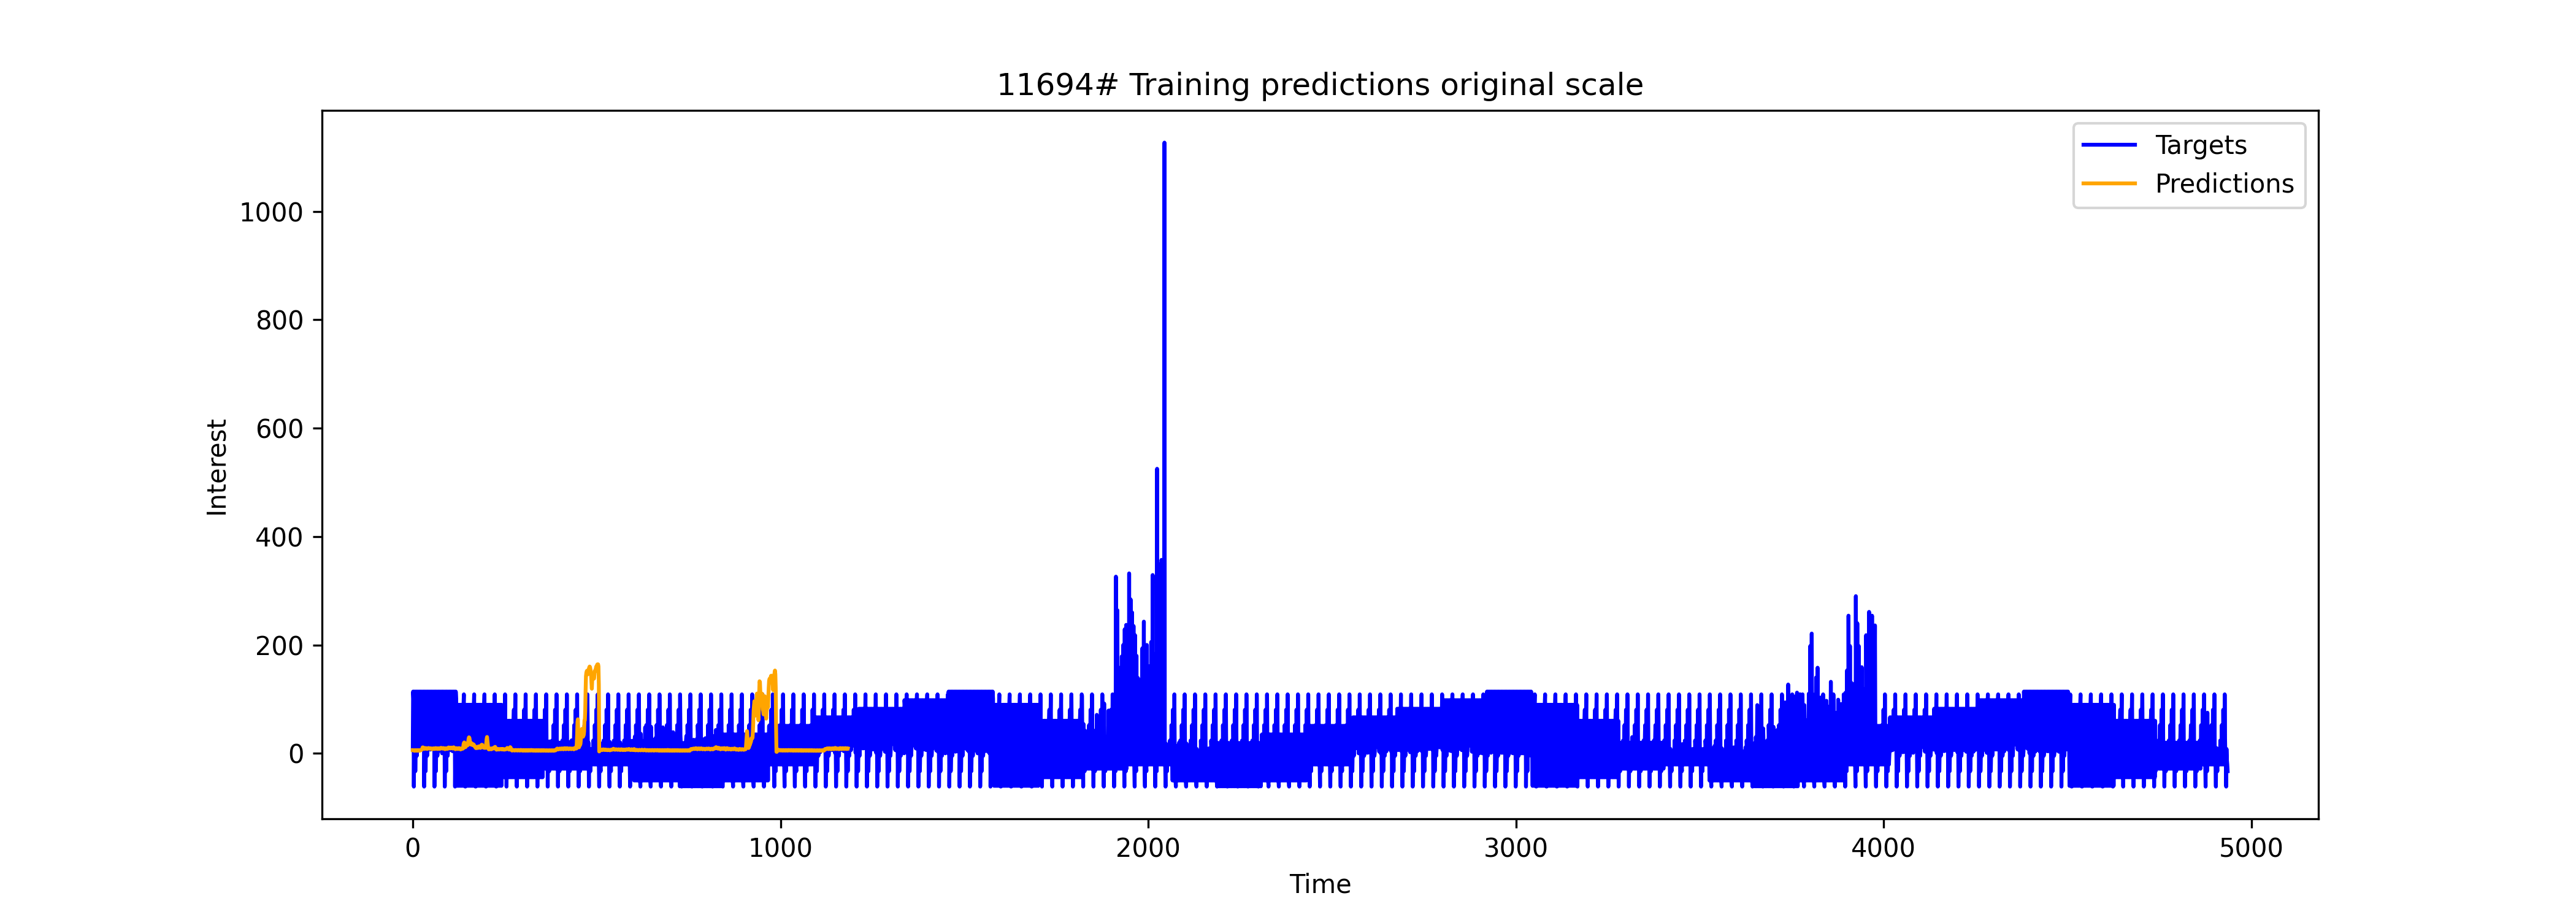 11694# Training predictions original scale
Targets
Predictions
Interest
1000
800
600
400
200
0
0 1000 2000 3000 4000 5000
Time